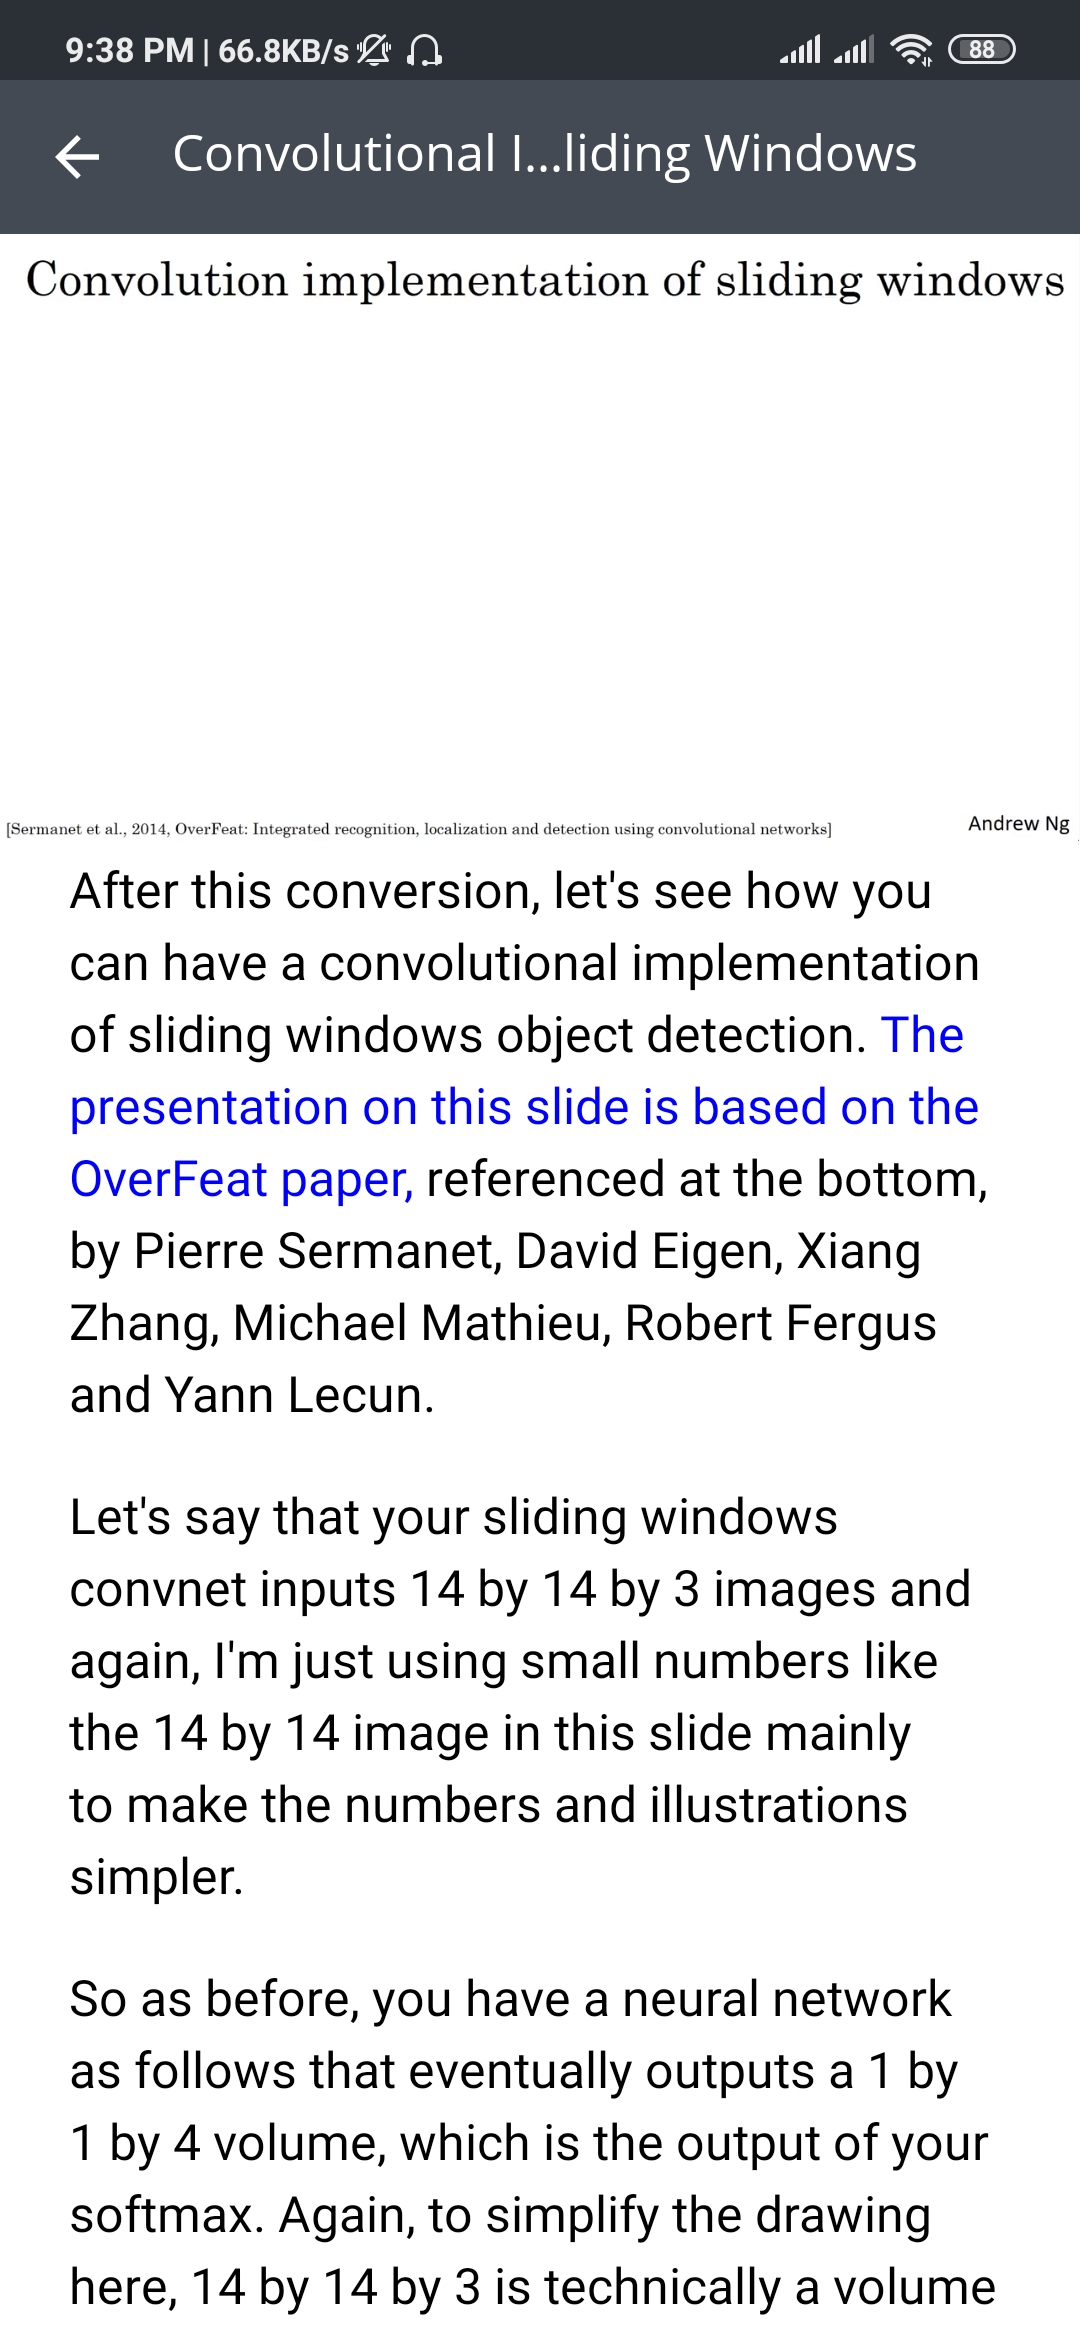 9:38 PM | 66.8KB/s
88
Convolutional I...liding Windows
Convolution implementation of sliding windows
[Sermanet et al., 2014, OverFeat: Integrated recognition, localization and detection using convolutional networks]
Andrew Ng
After this conversion, let's see how you
can have a convolutional implementation
of sliding windows object detection. The
presentation on this slide is based on the
OverFeat paper, referenced at the bottom,
by Pierre Sermanet, David Eigen, Xiang
Zhang, Michael Mathieu, Robert Fergus
and Yann Lecun.
Let's say that your sliding windows
convnet inputs 14 by 14 by 3 images and
again, I'm just using small numbers like
the 14 by 14 image in this slide mainly
to make the numbers and illustrations
simpler.
So as before, you have a neural network
as follows that eventually outputs a 1 by
1 by 4 volume, which is the output of your
softmax. Again, to simplify the drawing
here, 14 by 14 by 3 is technically a volume